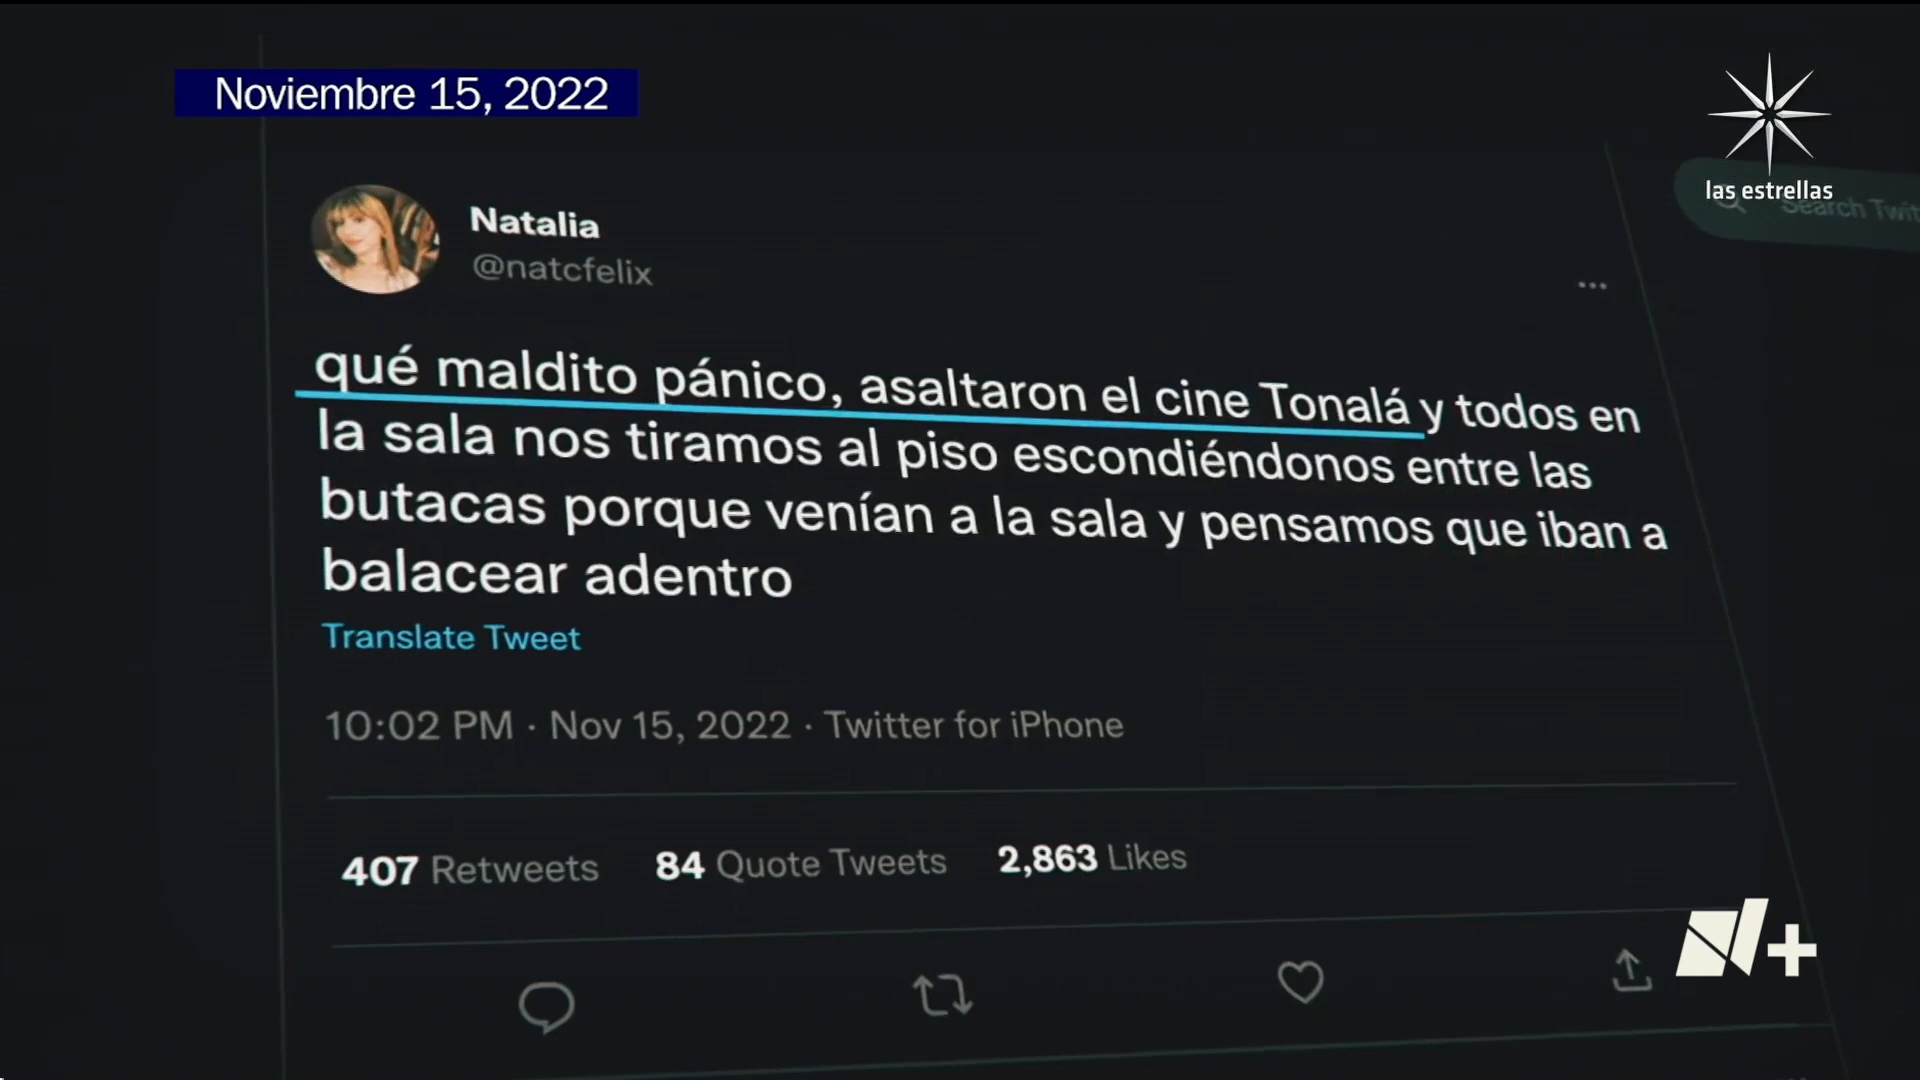 Noviembre 15, 2022
las estrellas
Search Twit
Natalia
@natcfelix
qué maldito pánico, asaltaron el cine Tonalá y todos en
la sala nos tiramos al piso escondiéndonos entre las
butacas porque venían a la sala y pensamos que iban a
balacear adentro
Translate Tweet
10:02 PM · Nov 15, 2022 · Twitter for iPhone
407 Retweets 84 Quote Tweets 2,863 Likes
N+